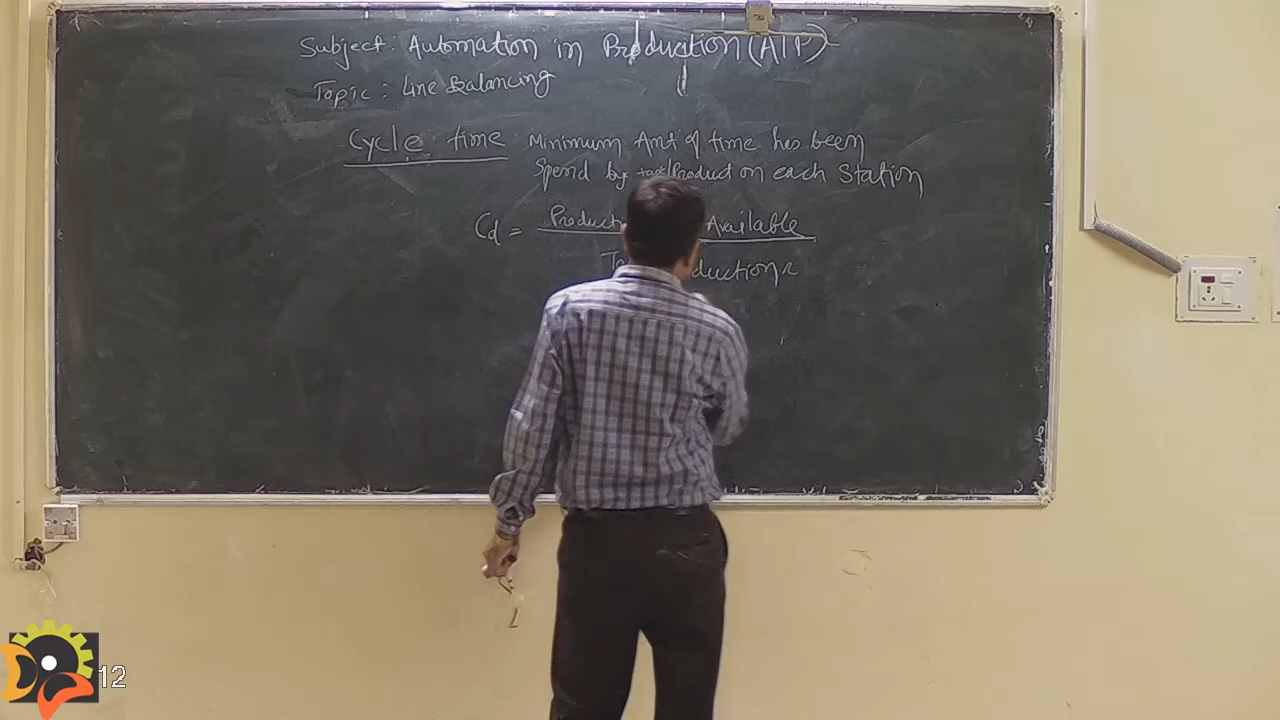 Subject: Automation in Production (AIP)
Topic: Line Balancing
Cycle time Minimum Amt of time has been
Spend by Product on each Station
Cd = Available
12